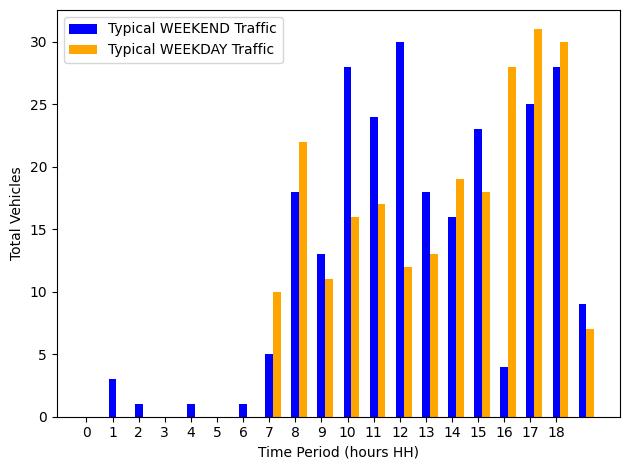 Typical WEEKEND Traffic
Typical WEEKDAY Traffic
Total Vehicles
30
25
20
15
10
5
0
0 1 2 3 4 5 6 7 8 9 10 11 12 13 14 15 16 17 18
Time Period (hours HH)